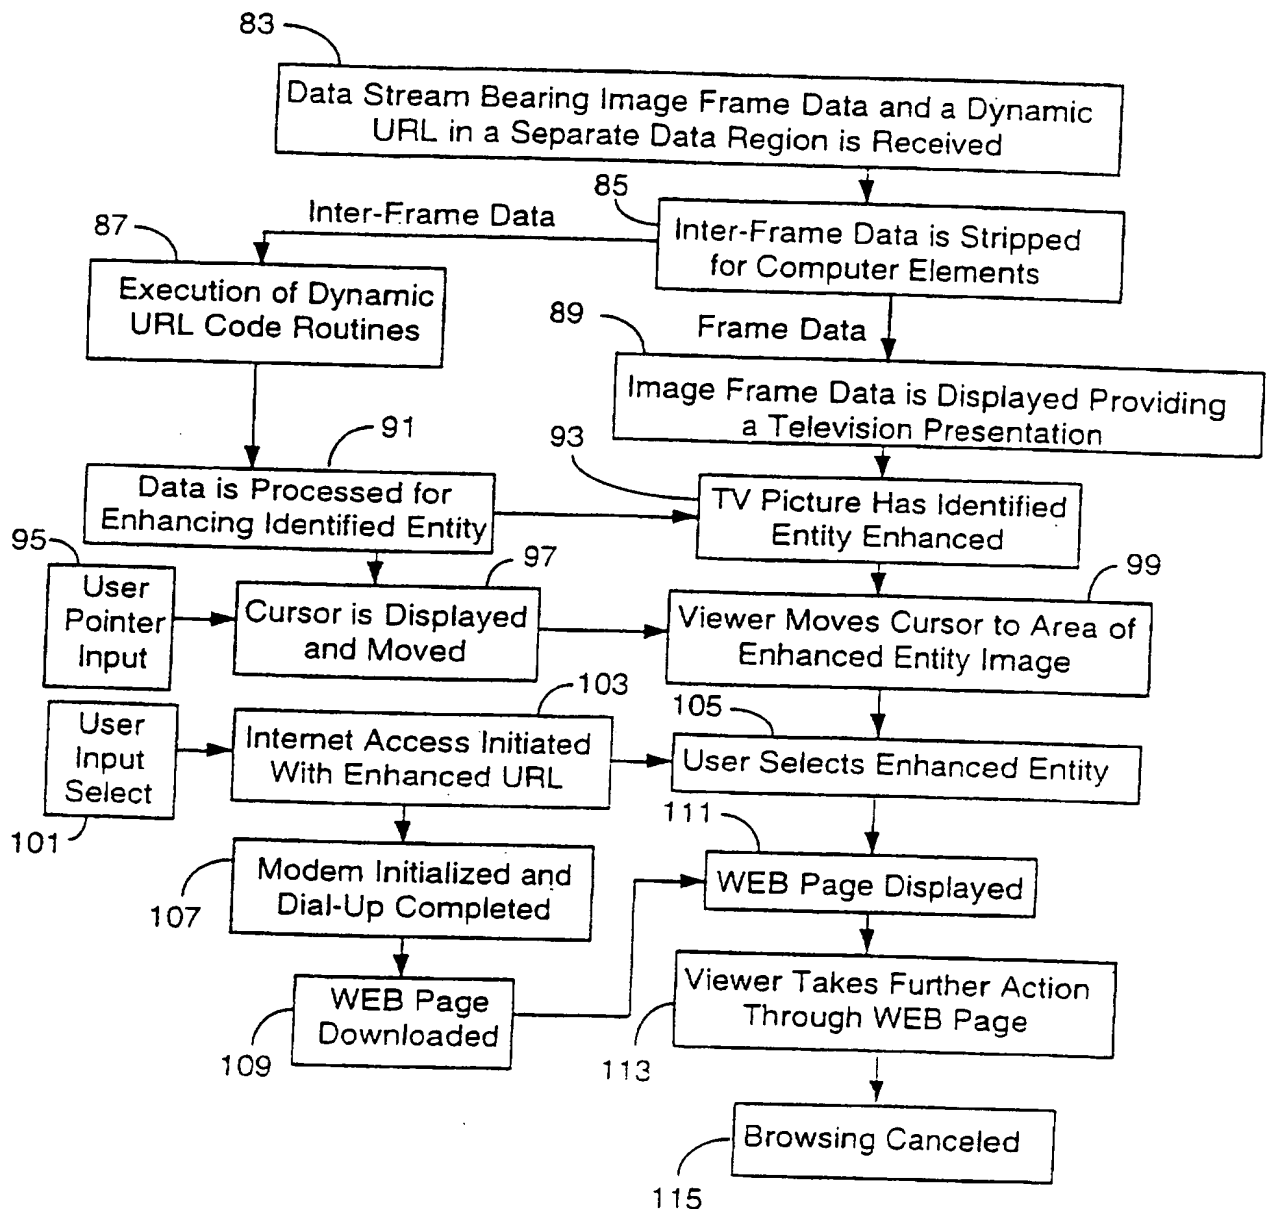 83
Data Stream Bearing Image Frame Data and a Dynamic
URL in a Separate Data Region is Received
85
Inter-Frame Data
87
Inter-Frame Data is Stripped
for Computer Elements
Execution of Dynamic
URL Code Routines
89
Frame Data
Image Frame Data is Displayed Providing
a Television Presentation
91
93
Data is Processed for
Enhancing Identified Entity
TV Picture Has Identified
Entity Enhanced
95
97
99
User
Pointer
Input
Cursor is Displayed
and Moved
Viewer Moves Cursor to Area of
Enhanced Entity Image
103
105
User
Input
Select
101
Internet Access Initiated
With Enhanced URL
User Selects Enhanced Entity
111
107
Modem Initialized and
Dial-Up Completed
WEB Page Displayed
109
WEB Page
Downloaded
113
Viewer Takes Further Action
Through WEB Page
115
Browsing Canceled